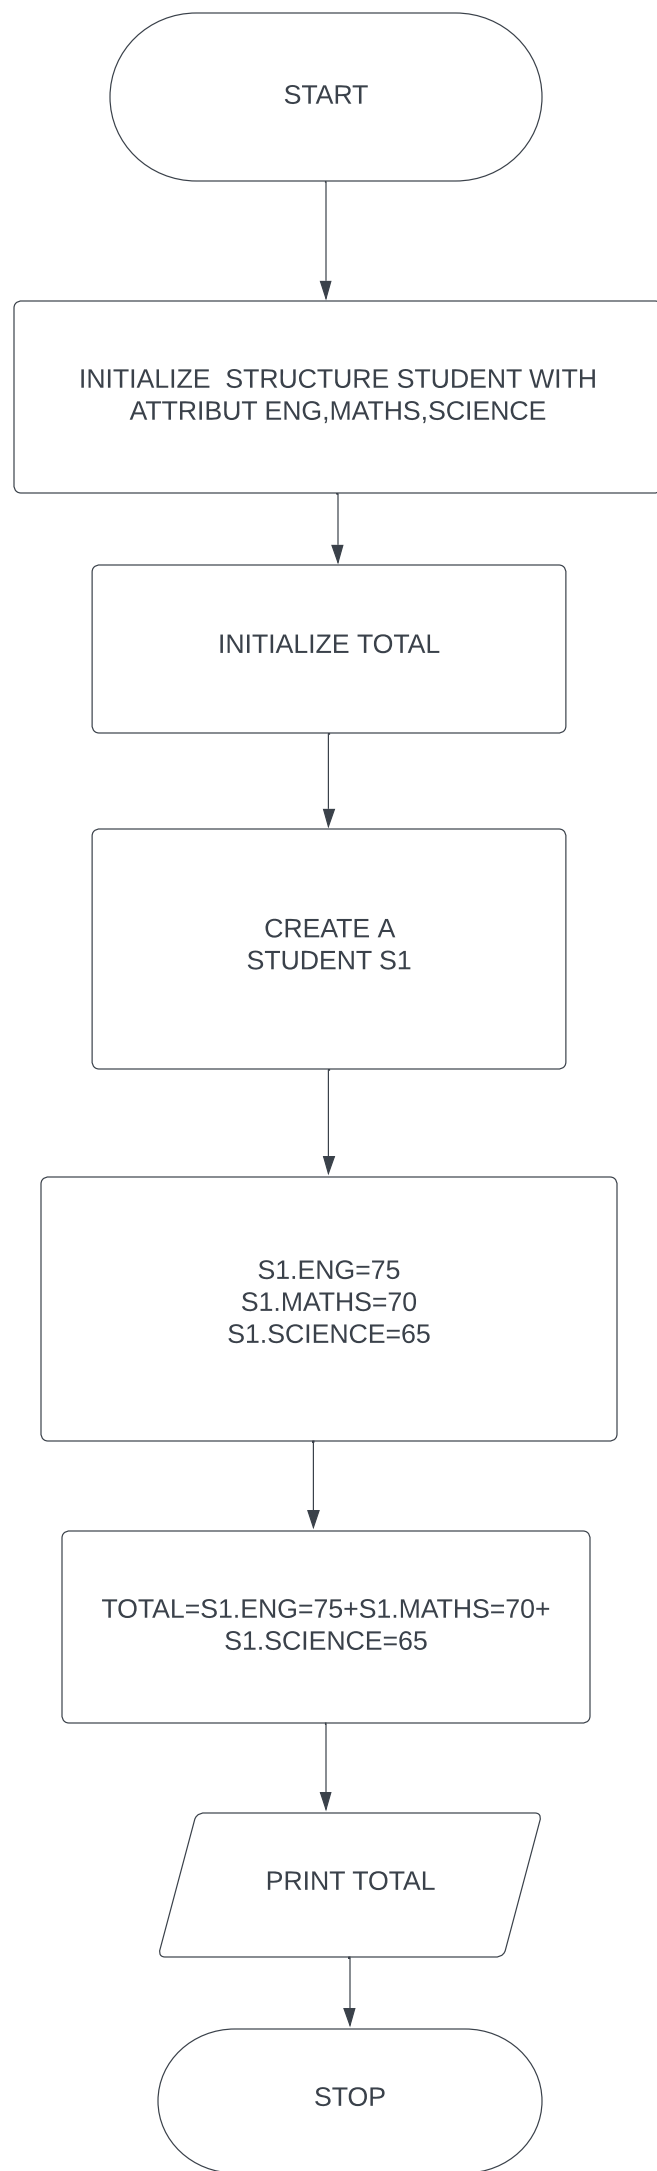 START
INITIALIZE  STRUCTURE STUDENT WITH
ATTRIBUT ENG,MATHS,SCIENCE
INITIALIZE TOTAL
CREATE A
STUDENT S1
S1.ENG=75
S1.MATHS=70
S1.SCIENCE=65
TOTAL=S1.ENG=75+S1.MATHS=70+
S1.SCIENCE=65
PRINT TOTAL
STOP